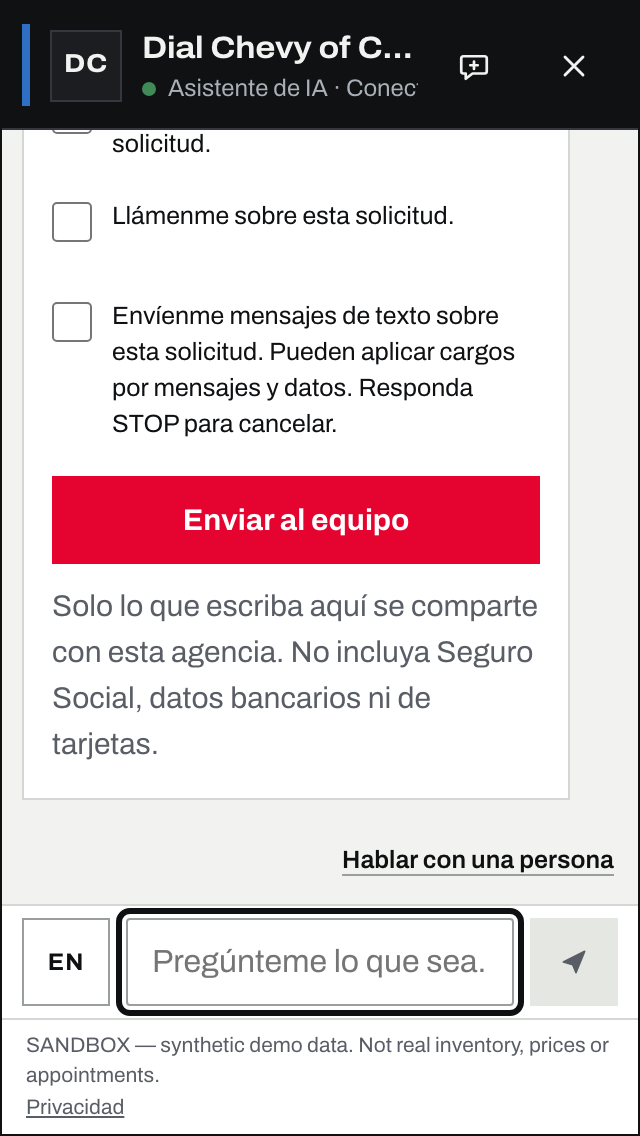 DC
Dial Chevy of C...
Asistente de IA · Conec
solicitud.
Llámenme sobre esta solicitud.
Envíenme mensajes de texto sobre
esta solicitud. Pueden aplicar cargos
por mensajes y datos. Responda
STOP para cancelar.
Enviar al equipo
Solo lo que escriba aquí se comparte
con esta agencia. No incluya Seguro
Social, datos bancarios ni de
tarjetas.
Hablar con una persona
EN
Pregúnteme lo que sea.
SANDBOX — synthetic demo data. Not real inventory, prices or
appointments.
Privacidad